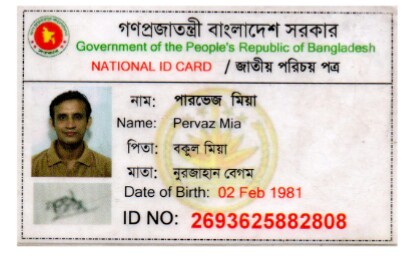 গণপ্রজাতন্ত্রী বাংলাদেশ সরকার
Government of the People's Republic of Bangladesh
NATIONAL ID CARD / জাতীয় পরিচয় পত্র
নাম: পারভেজ মিয়া
Name: Pervaz Mia
পিতা: বকুল মিয়া
মাতা: নুরজাহান বেগম
Date of Birth: 02 Feb 1981
ID NO: 2693625882808